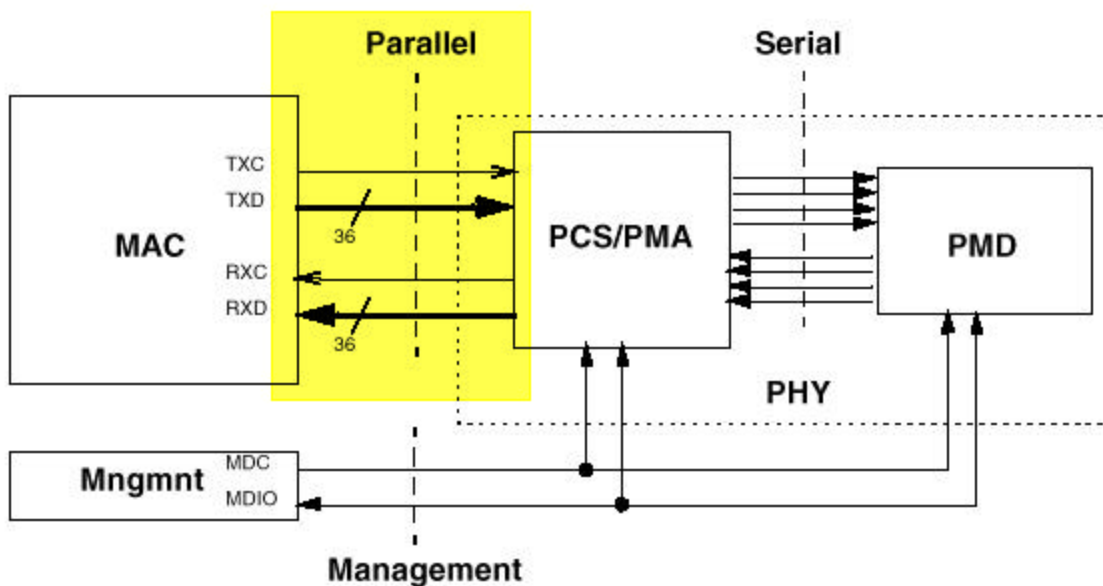 Parallel
Serial
TXC
TXD
36
MAC
RXC
RXD
36
PCS/PMA
PMD
PHY
Mngmnt
MDC
MDIO
Management